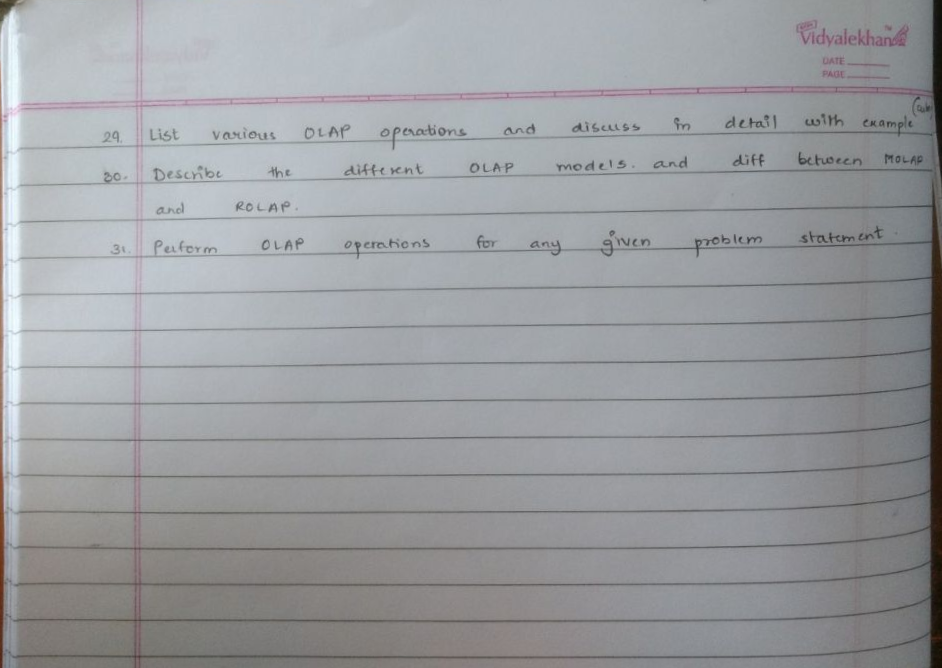 Vidyalekhan
DATE
PAGE
29. List various OLAP operations and discuss in detail with example
30. Describe the different OLAP models. and diff between MOLAP
and ROLAP.
31. Perform OLAP operations for any given problem statement.